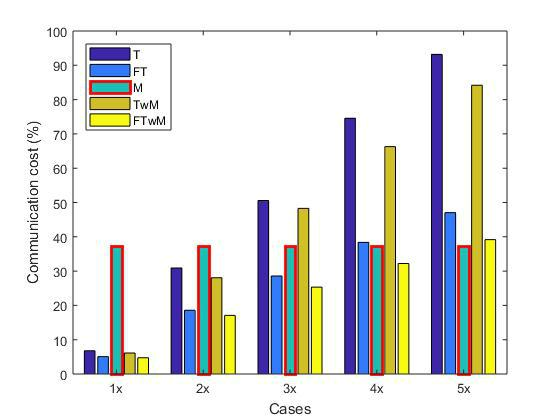 100
90
80
70
60
50
40
30
20
10
0
Communication cost (%)
T
FT
M
TwM
FTwM
1x 2x 3x 4x 5x
Cases